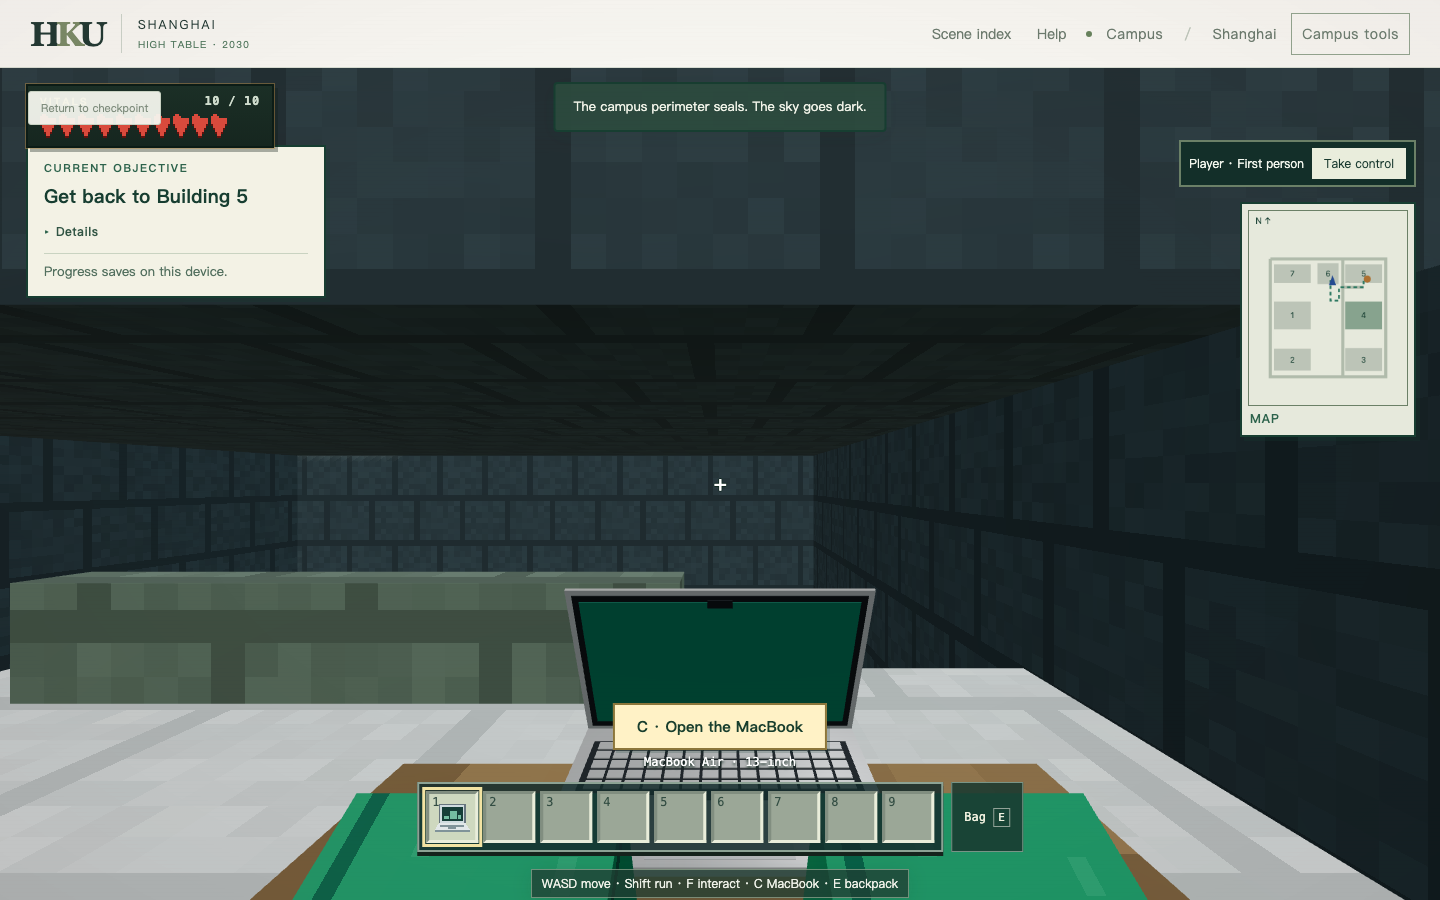 HKU
SHANGHAI
HIGH TABLE · 2030
Scene index
Help
Campus / Shanghai
Campus tools
Return to checkpoint
10 / 10
The campus perimeter seals. The sky goes dark.
CURRENT OBJECTIVE
Get back to Building 5
Details
Progress saves on this device.
Player · First person
Take control
N ↑
7 6 5
1 4
2 3
MAP
C · Open the MacBook
MacBook Air · 13-inch
1 2 3 4 5 6 7 8 9
Bag E
WASD move · Shift run · F interact · C MacBook · E backpack